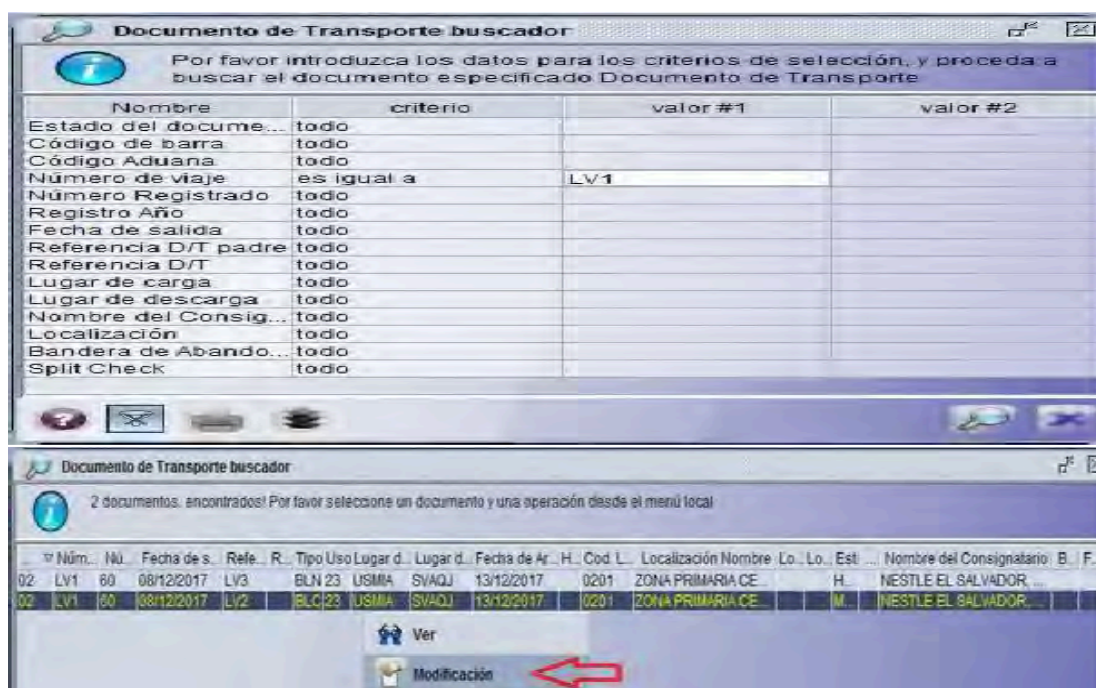 Documento de Transporte buscador
Por favor introduzca los datos para los criterios de selección, y proceda a
buscar el documento especificado Documento de Transporte
Nombre criterio valor #1 valor #2
Estado del docume... todo
Código de barra todo
Código Aduana todo
Número de viaje es igual a LV1
Número Registrado todo
Registro Año todo
Fecha de salida todo
Referencia D/T padre todo
Referencia D/T todo
Lugar de carga todo
Lugar de descarga todo
Nombre del Consig... todo
Localización todo
Bandera de Abando... todo
Split Check todo
Documento de Transporte buscador
2 documentos, encontrados! Por favor seleccione un documento y una operación desde el menú local
... Núm... Nú... Fecha de s... Refe... R... Tipo Uso Lugar d... Lugar d... Fecha de Ar... H... Cod L... Localización Nombre Lo... Lo... Est... ... Nombre del Consignatario B... F...
02 LV1 60 08/12/2017 LV3 BLN 23 USMIA SVAQJ 13/12/2017 0201 ZONA PRIMARIA CE... H... NESTLE EL SALVADOR, ...
02 LV1 60 08/12/2017 LV2 BLC 23 USMIA SVAQJ 13/12/2017 0201 ZONA PRIMARIA CE... M... NESTLE EL SALVADOR, ...
Ver
Modificación